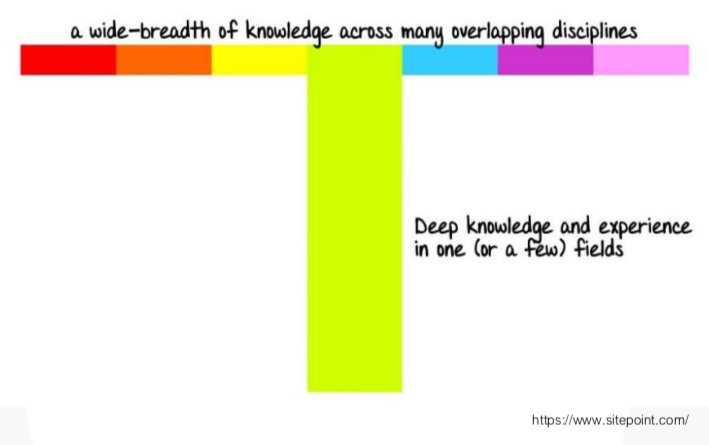 a wide-breadth of knowledge across many overlapping disciplines
Deep knowledge and experience
in one (or a few) fields
https://www.sitepoint.com/